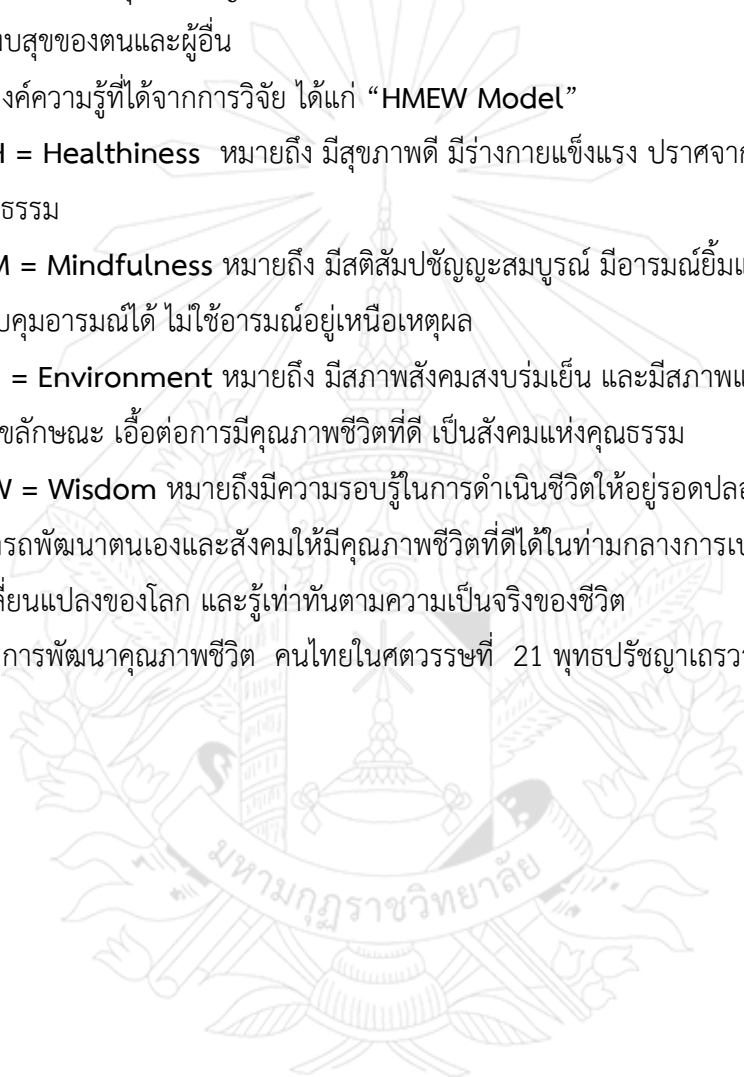 บสุขของตนและผู้อื่น
องค์ความรู้ที่ได้จากการวิจัย ได้แก่ “HMEW Model”
H = Healthiness หมายถึง มีสุขภาพดี มีร่างกายแข็งแรง ปราศจาก
ธรรม
M = Mindfulness หมายถึง มีสติสัมปชัญญะสมบูรณ์ มีอารมณ์ยิ้ม
คุมอารมณ์ได้ ไม่ใช้อารมณ์อยู่เหนือเหตุผล
= Environment หมายถึง มีสภาพสังคมสงบร่มเย็น และมีสภาพ
ขลักษณะ เอื้อต่อการมีคุณภาพชีวิตที่ดี เป็นสังคมแห่งคุณธรรม
W = Wisdom หมายถึงมีความรอบรู้ในการดำเนินชีวิตให้อยู่รอด
ารถพัฒนาตนเองและสังคมให้มีคุณภาพชีวิตที่ดีได้ในท่ามกลางการ
ลี่ยนแปลงของโลก และรู้เท่าทันตามความเป็นจริงของชีวิต
การพัฒนาคุณภาพชีวิต คนไทยในศตวรรษที่ 21 พุทธปรัชญาเถรวา
มหามกุฏราชวิทยาลัย